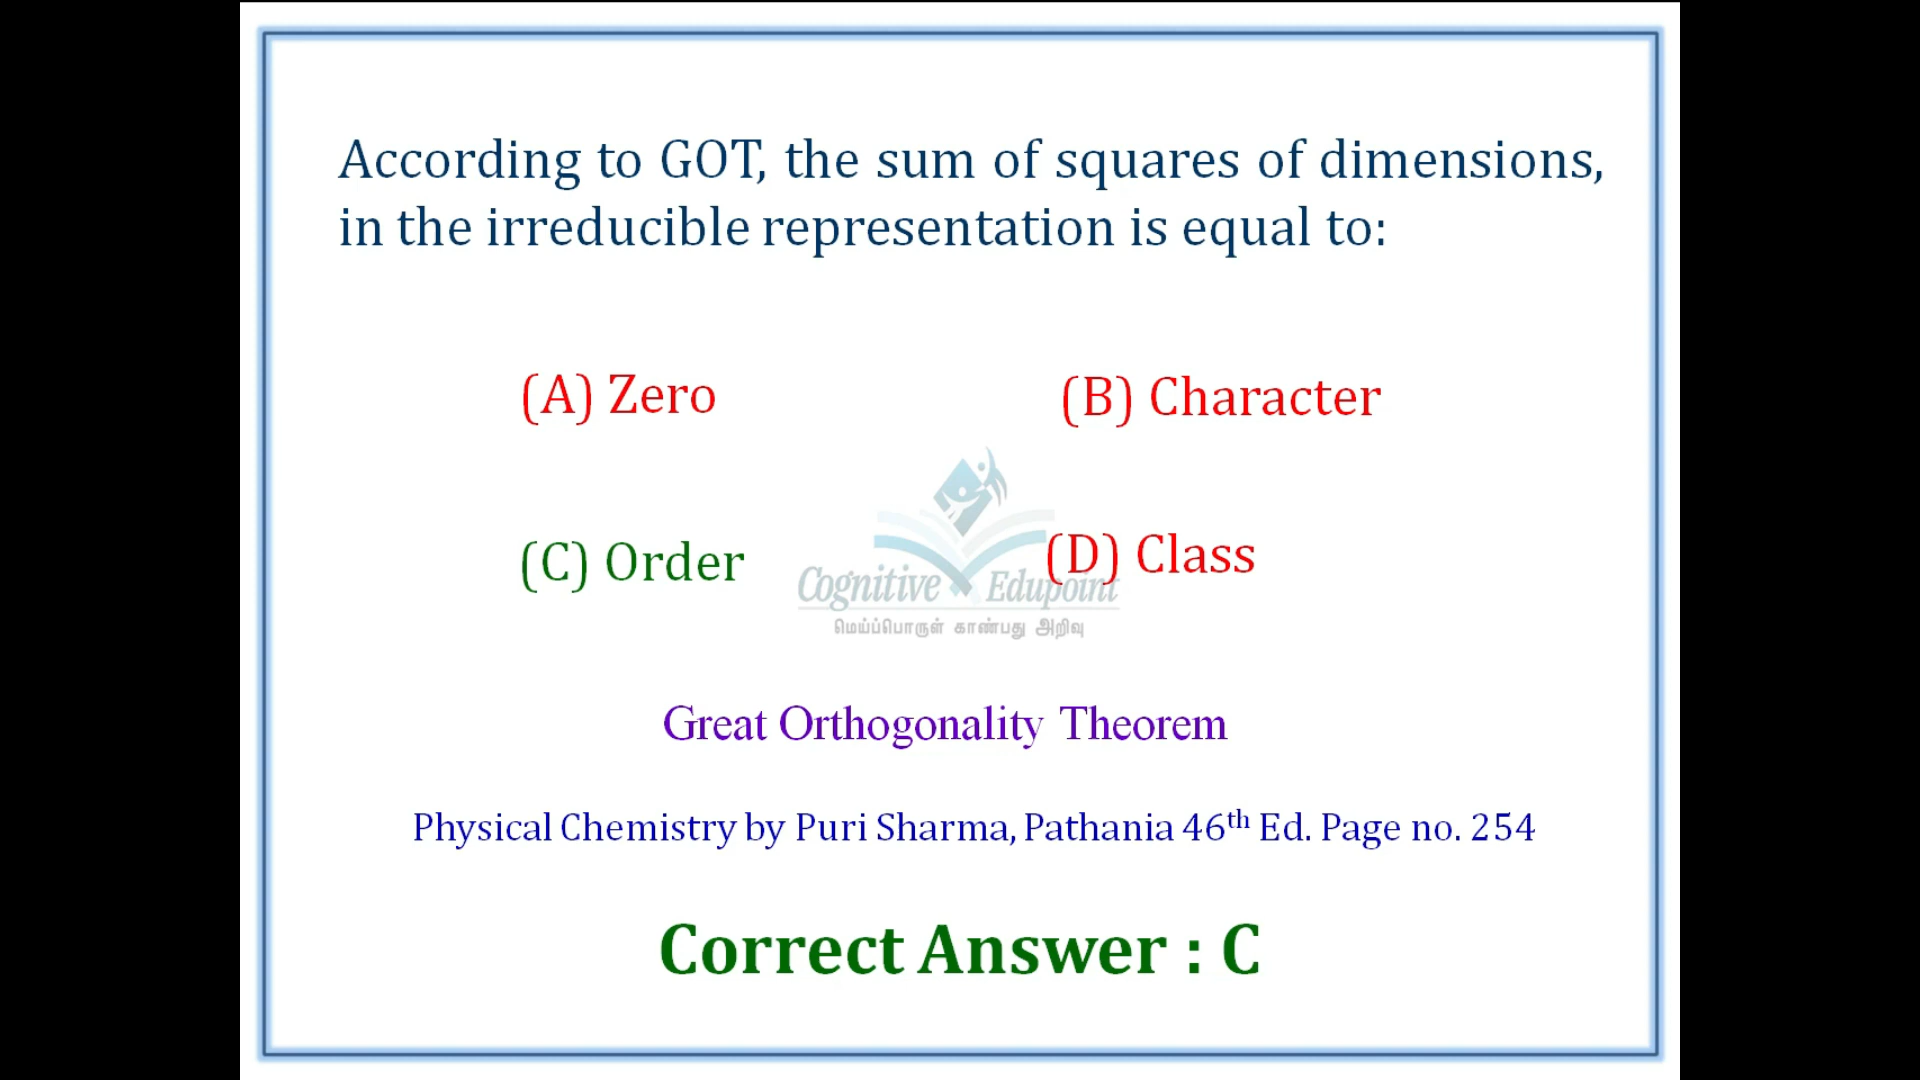 According to GOT, the sum of squares of dimensions,
in the irreducible representation is equal to:
(A) Zero
(B) Character
(C) Order
(D) Class
Cognitive Edupoint
மெய்ப்பொருள் காண்பது அறிவு
Great Orthogonality Theorem
Physical Chemistry by Puri Sharma, Pathania 46th Ed. Page no. 254
Correct Answer : C